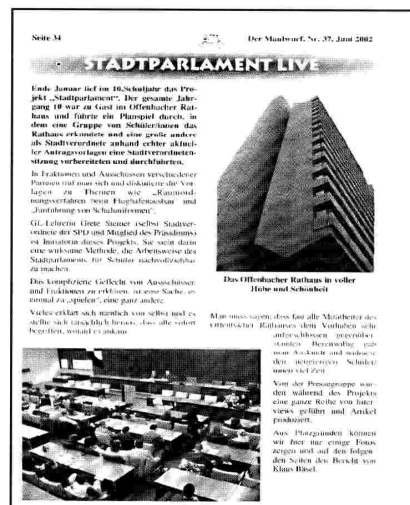 Seite 34
Der Maulwurf, Nr. 37, Juni 2002
STADTPARLAMENT LIVE
Ende Januar lief im 10.Schuljahr das Pro-
jekt „Stadtparlament“. Der gesamte Jahr-
gang 10 war zu Gast im Offenbacher Rat-
haus und führte ein Planspiel durch, in
dem eine Gruppe von Schüler/innen das
Rathaus erkundete und eine große andere
als Stadtverordnete anhand echter aktuel-
ler Antragsvorlagen eine Stadtverordneten-
sitzung vorbereiteten und durchführten.
In Fraktionen und Ausschüssen verschiedener
Parteien traf man sich und diskutierte die Vor-
lagen zu Themen wie „Raumord-
nungsverfahren beim Flughafenausbau“ und
„Einführung von Schuluniformen“.
GL-Lehrerin Grete Steiner (selbst Stadtver-
ordnete der SPD und Mitglied des Präsidiums)
ist Initiatorin dieses Projekts. Sie sieht darin
eine wirksame Methode, die Arbeitsweise des
Stadtparlaments für Schüler nachvollziehbar
zu machen.
Das komplizierte Geflecht von Ausschüssen
und Fraktionen zu erklären, ist eine Sache, es
einmal zu „spielen“, eine ganz andere.
Vieles erklärt sich nämlich von selbst und es
stellte sich tatsächlich heraus, dass alle sofort
begriffen, worauf es ankam.
Das Offenbacher Rathaus in voller
Höhe und Schönheit
Man muss sagen, dass fast alle Mitarbeiter des
Offenbacher Rathauses dem Vorhaben sehr
aufgeschlossen gegenüber-
standen. Bereitwillig gab
man Auskunft und widmete
den neugierigen Schüler/
innen viel Zeit.
Von der Pressegruppe wur-
den während des Projekts
eine ganze Reihe von Inter-
views geführt und Artikel
produziert.
Aus Platzgründen können
wir hier nur einige Fotos
zeigen und auf den folgen-
den Seiten den Bericht von
Klaus Bäsel.